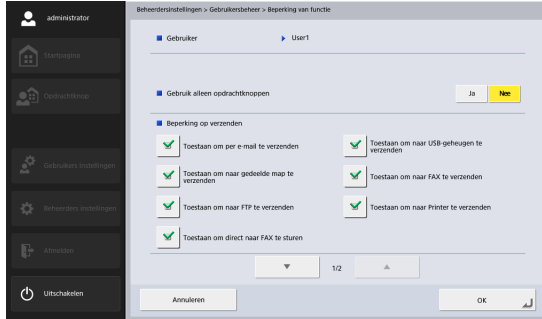 administrator
Startpagina
Opdrachtknop
Gebruikers instellingen
Beheerders instellingen
Afmelden
Uitschakelen
Beheerdersinstellingen > Gebruikersbeheer > Beperking van functie
Gebruiker
User1
Gebruik alleen opdrachtknoppen
Ja
Nee
Beperking op verzenden
Toestaan om per e-mail te verzenden
Toestaan om naar USB-geheugen te
verzenden
Toestaan om naar gedeelde map te
verzenden
Toestaan om naar FAX te verzenden
Toestaan om naar FTP te verzenden
Toestaan om naar Printer te verzenden
Toestaan om direct naar FAX te sturen
1/2
Annuleren
OK